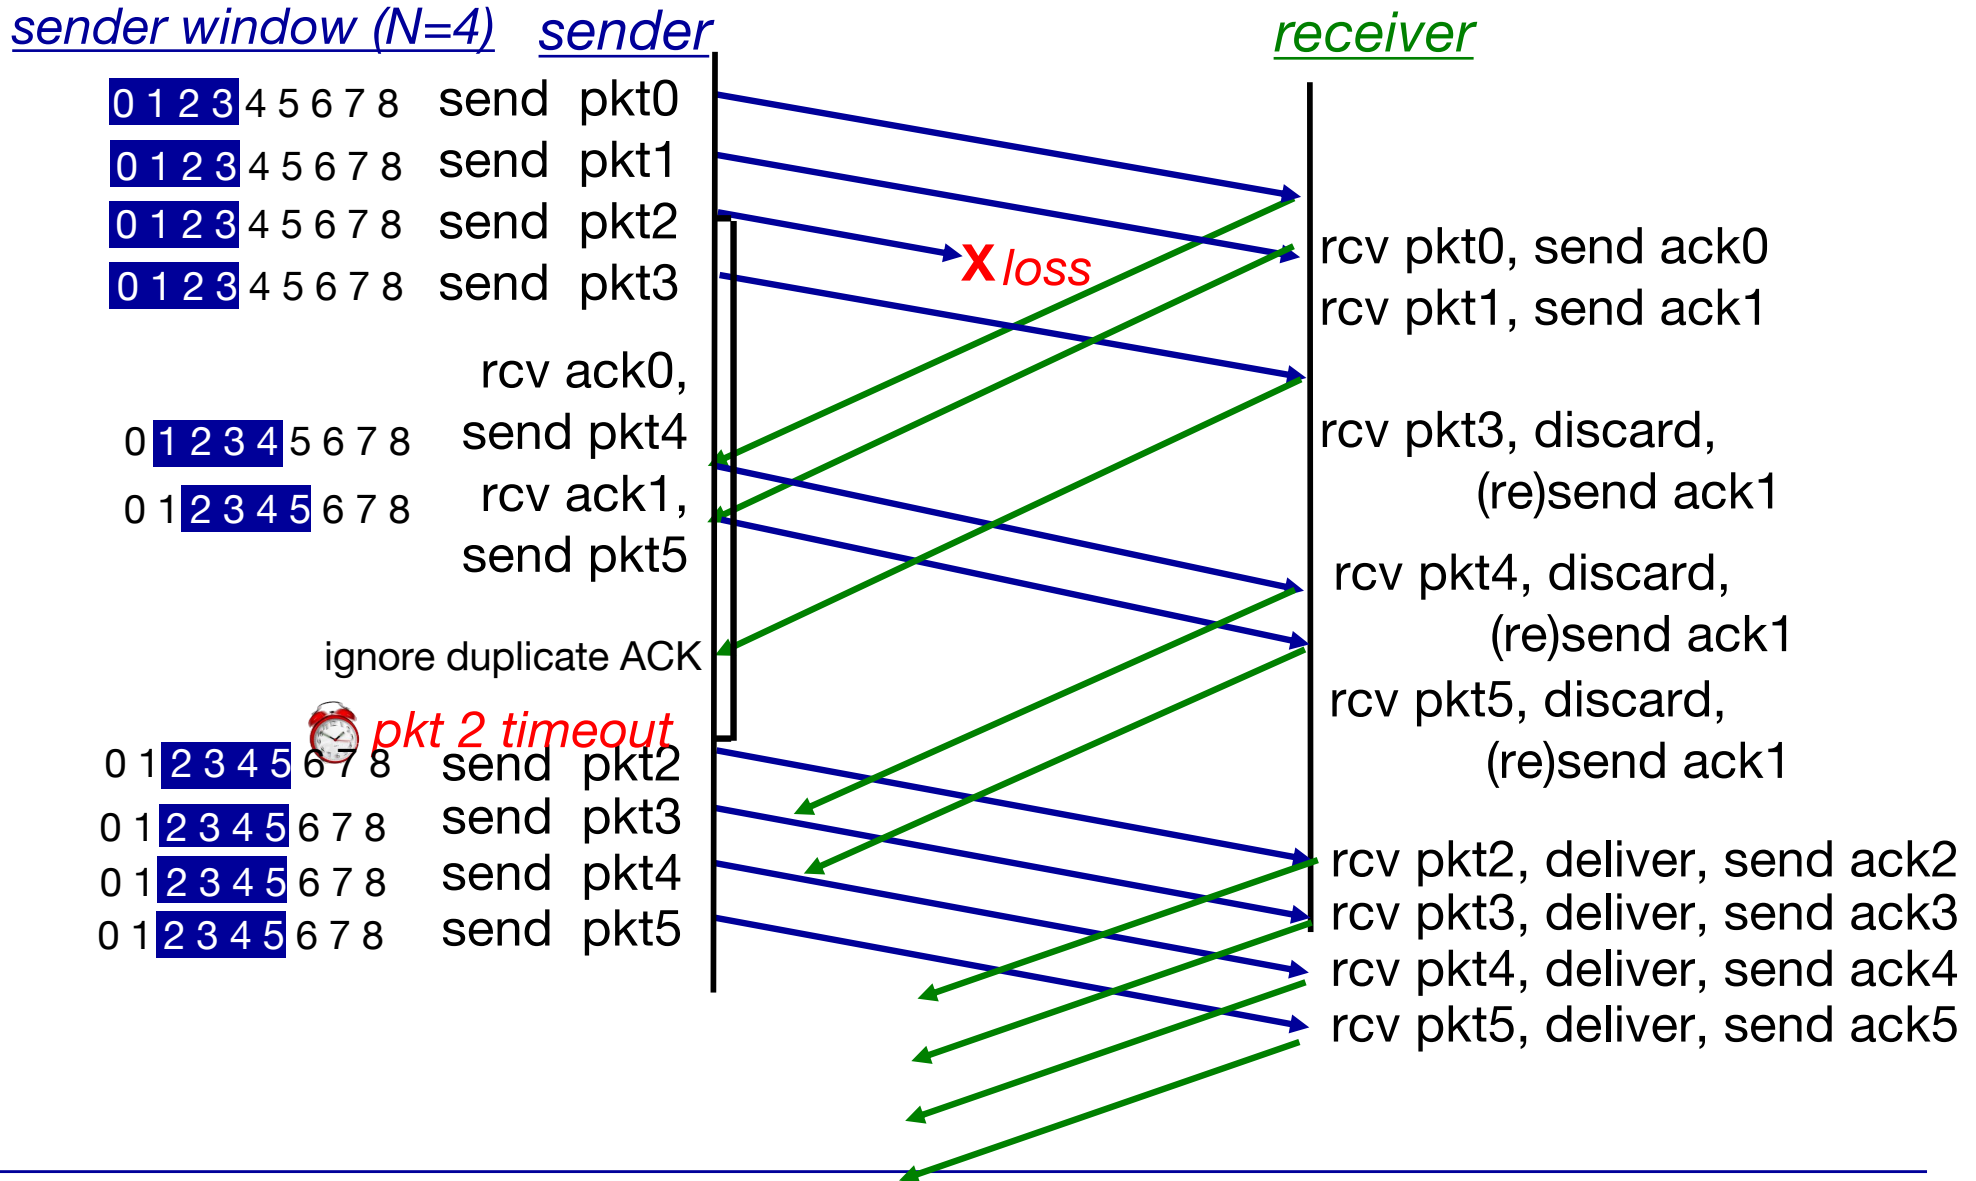 sender window (N=4) sender receiver
0 1 2 3 4 5 6 7 8 send pkt0
0 1 2 3 4 5 6 7 8 send pkt1
0 1 2 3 4 5 6 7 8 send pkt2
0 1 2 3 4 5 6 7 8 send pkt3
X loss
rcv pkt0, send ack0
rcv pkt1, send ack1
rcv ack0,
0 1 2 3 4 5 6 7 8 send pkt4
rcv ack1,
0 1 2 3 4 5 6 7 8
send pkt5
rcv pkt3, discard,
(re)send ack1
rcv pkt4, discard,
(re)send ack1
ignore duplicate ACK
rcv pkt5, discard,
(re)send ack1
pkt 2 timeout
0 1 2 3 4 5 6 7 8 send pkt2
0 1 2 3 4 5 6 7 8 send pkt3
0 1 2 3 4 5 6 7 8 send pkt4
0 1 2 3 4 5 6 7 8 send pkt5
rcv pkt2, deliver, send ack2
rcv pkt3, deliver, send ack3
rcv pkt4, deliver, send ack4
rcv pkt5, deliver, send ack5